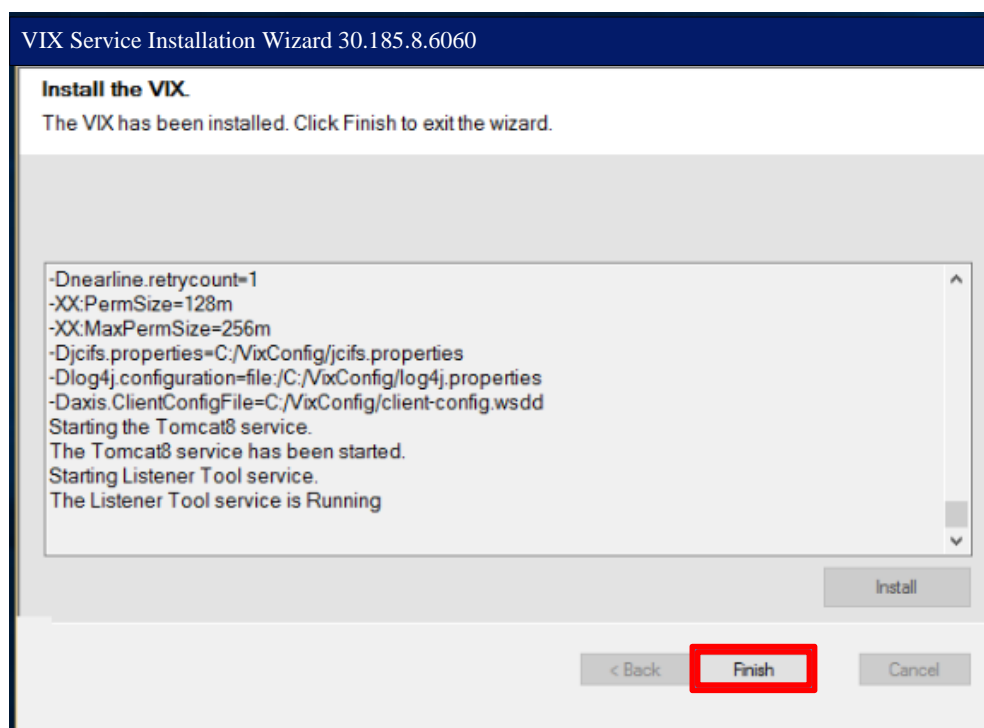 VIX Service Installation Wizard 30.185.8.6060
Install the VIX.
The VIX has been installed. Click Finish to exit the wizard.
-Dnearline.retrycount=1
-XX:PermSize=128m
-XX:MaxPermSize=256m
-Djcifs.properties=C:/VixConfig/jcifs.properties
-Dlog4j.configuration=file:/C:/VixConfig/log4j.properties
-Daxis.ClientConfigFile=C:/VixConfig/client-config.wsdd
Starting the Tomcat8 service.
The Tomcat8 service has been started.
Starting Listener Tool service.
The Listener Tool service is Running
Install
< Back Finish Cancel